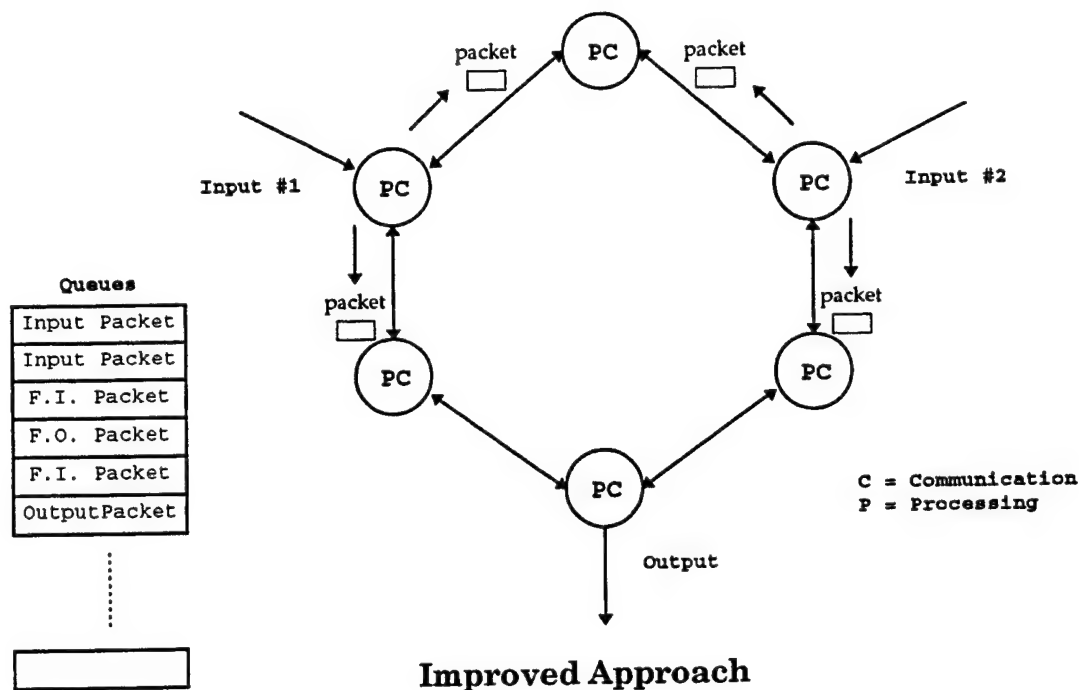 packet
PC
packet
Input #1
PC
PC
Input #2
Queues
Input Packet
Input Packet
F.I. Packet
F.O. Packet
F.I. Packet
OutputPacket
packet
PC
packet
PC
PC
C = Communication
P = Processing
Output
Improved Approach